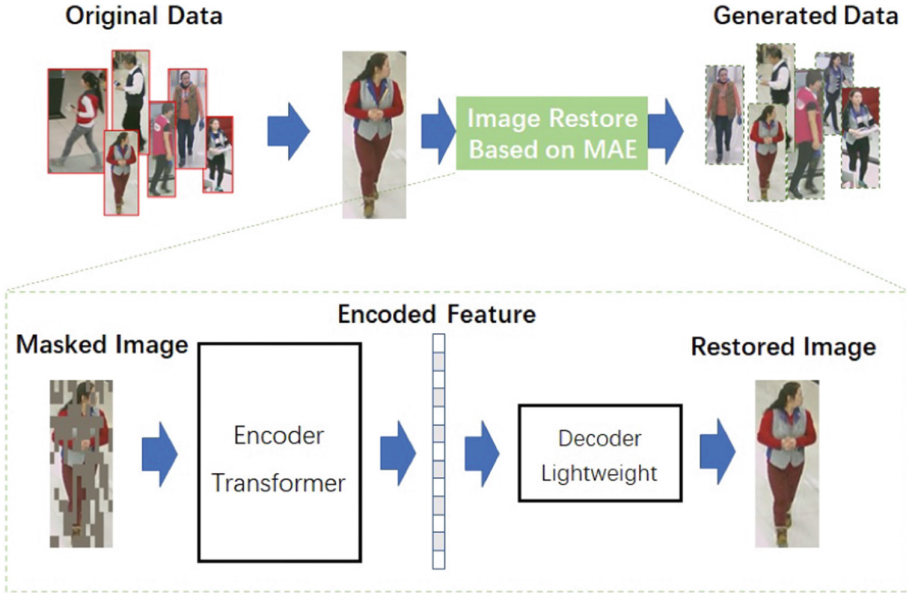 Original Data
Generated Data
Image Restore
Based on MAE
Encoded Feature
Masked Image
Restored Image
Encoder
Transformer
Decoder
Lightweight